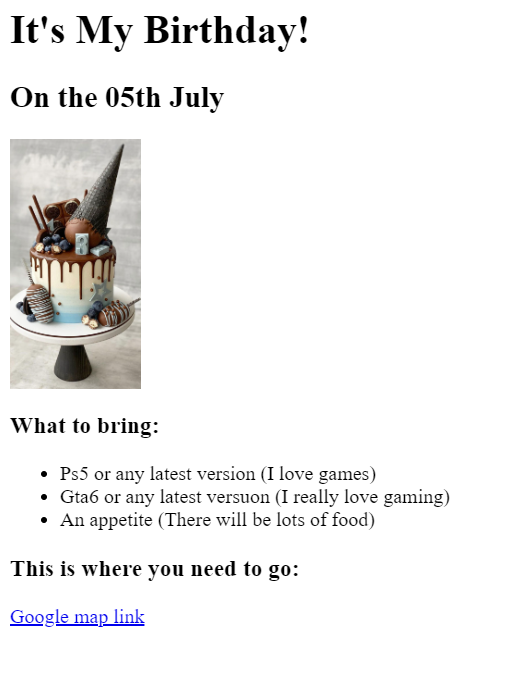 It's My Birthday!
On the 05th July
What to bring:
Ps5 or any latest version (I love games)
Gta6 or any latest versuon (I really love gaming)
An appetite (There will be lots of food)
This is where you need to go:
Google map link